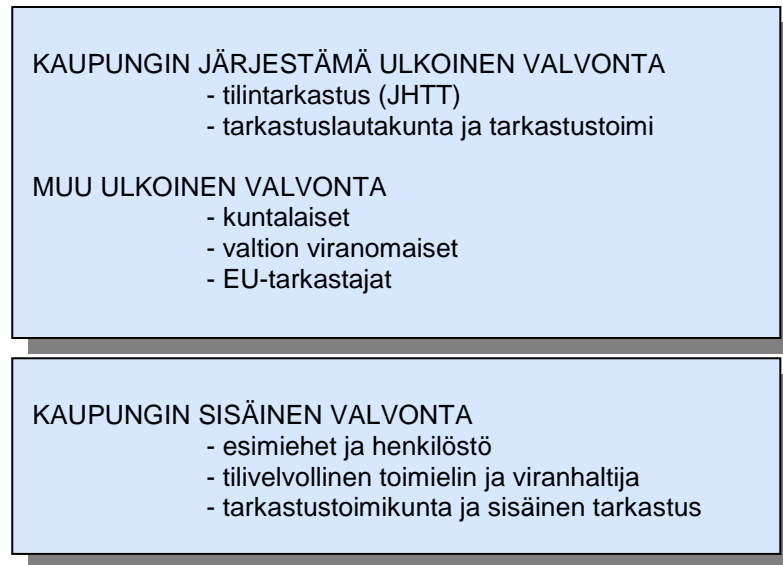 KAUPUNGIN JÄRJESTÄMÄ ULKOINEN VALVONTA
- tilintarkastus (JHTT)
- tarkastuslautakunta ja tarkastustoimi
MUU ULKOINEN VALVONTA
- kuntalaiset
- valtion viranomaiset
- EU-tarkastajat
KAUPUNGIN SISÄINEN VALVONTA
- esimiehet ja henkilöstö
- tilivelvollinen toimielin ja viranhaltija
- tarkastustoimikunta ja sisäinen tarkastus